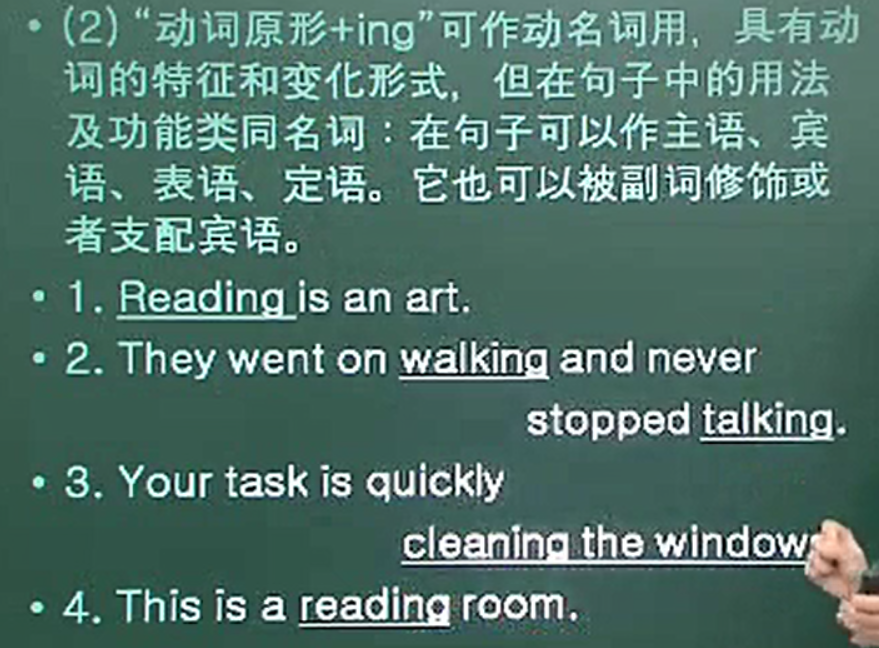 • (2)“动词原形+ing”可作动名词用，具有动
词的特征和变化形式，但在句子中的用法
及功能类同名词：在句子可以作主语、宾
语、表语、定语。它也可以被副词修饰或
者支配宾语。
• 1. Reading is an art.
• 2. They went on walking and never
stopped talking.
• 3. Your task is quickly
cleaning the window
• 4. This is a reading room.